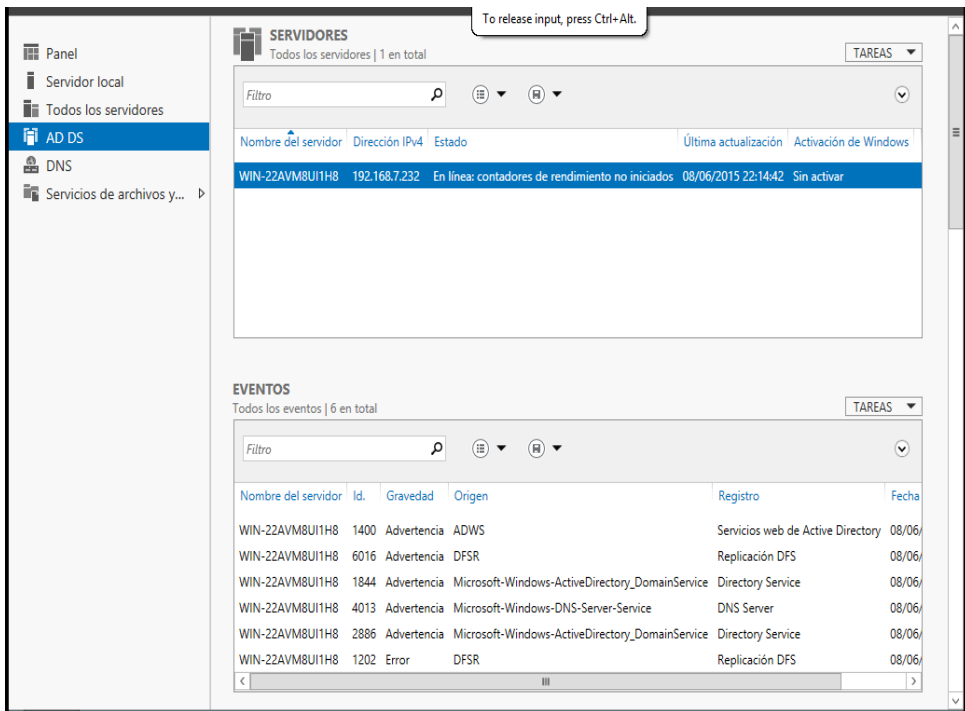 To release input, press Ctrl+Alt.
Panel
Servidor local
Todos los servidores
AD DS
DNS
Servicios de archivos y...
SERVIDORES
Todos los servidores | 1 en total
TAREAS
Filtro
Nombre del servidor Dirección IPv4 Estado Última actualización Activación de Windows
WIN-22AVM8UI1H8 192.168.7.232 En línea: contadores de rendimiento no iniciados 08/06/2015 22:14:42 Sin activar
EVENTOS
Todos los eventos | 6 en total
TAREAS
Filtro
Nombre del servidor Id. Gravedad Origen Registro Fecha
WIN-22AVM8UI1H8 1400 Advertencia ADWS Servicios web de Active Directory 08/06/
WIN-22AVM8UI1H8 6016 Advertencia DFSR Replicación DFS 08/06/
WIN-22AVM8UI1H8 1844 Advertencia Microsoft-Windows-ActiveDirectory_DomainService Directory Service 08/06/
WIN-22AVM8UI1H8 4013 Advertencia Microsoft-Windows-DNS-Server-Service DNS Server 08/06/
WIN-22AVM8UI1H8 2886 Advertencia Microsoft-Windows-ActiveDirectory_DomainService Directory Service 08/06/
WIN-22AVM8UI1H8 1202 Error DFSR Replicación DFS 08/06/